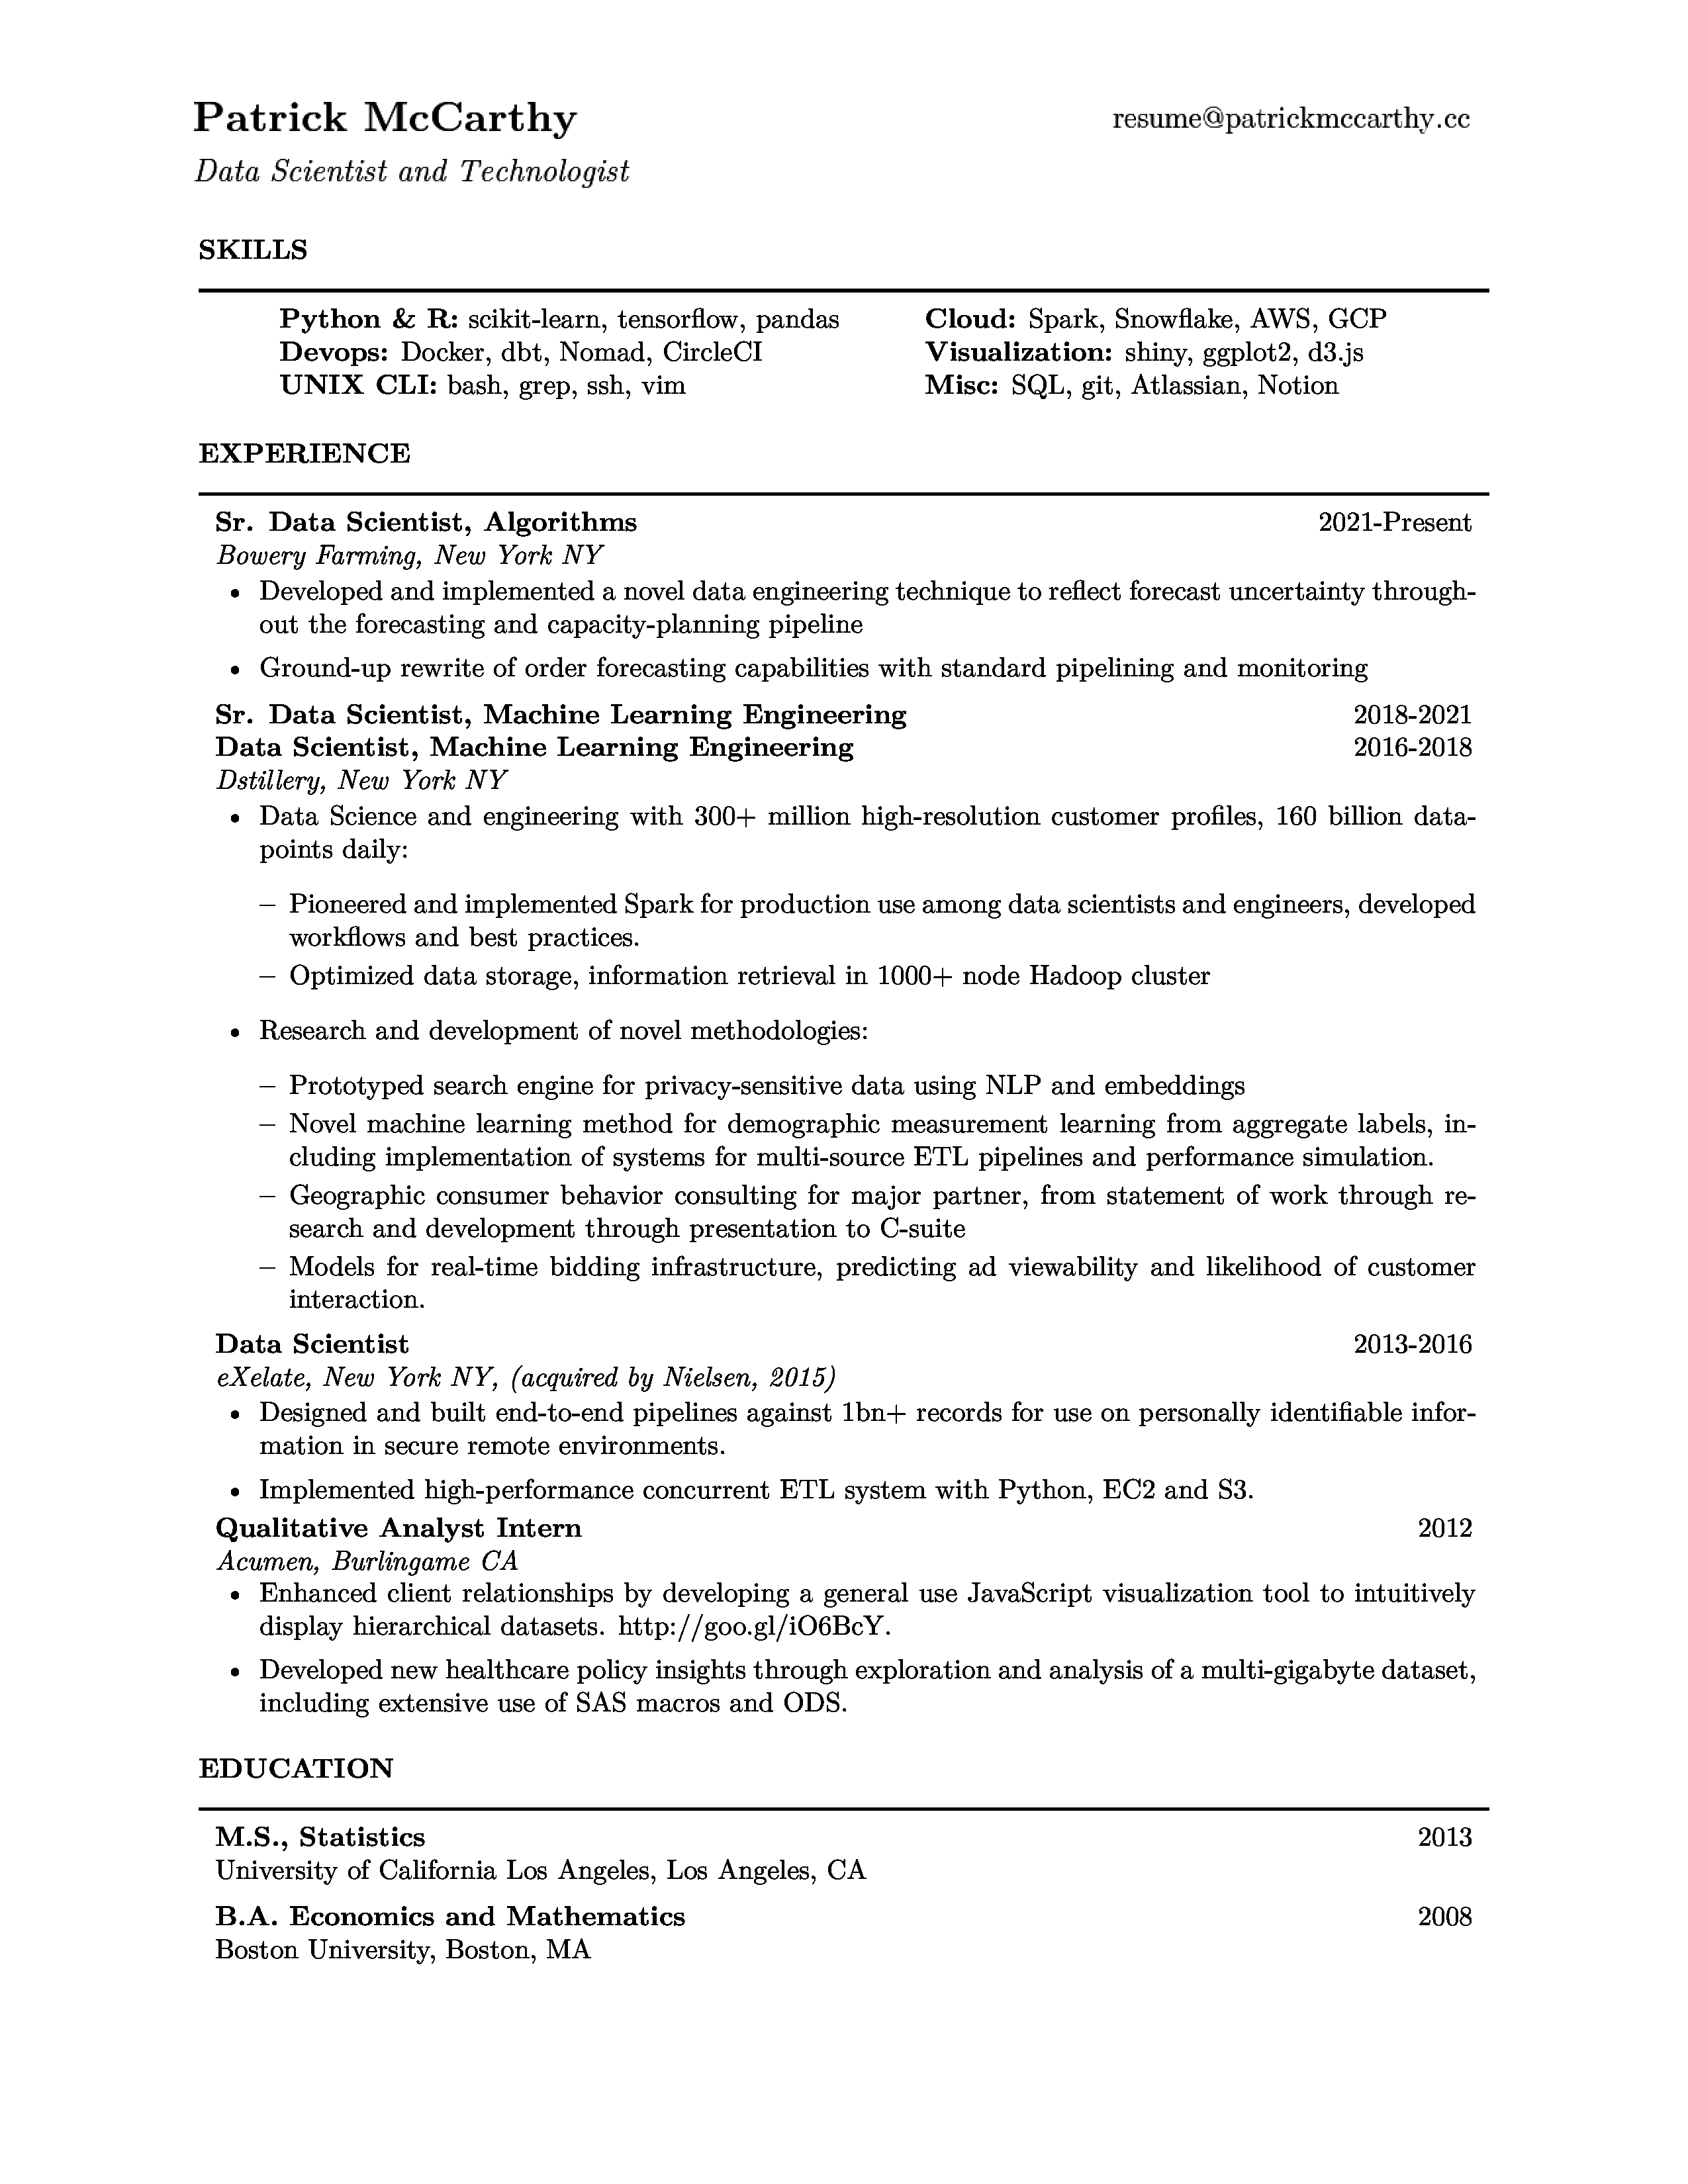 Patrick McCarthy resume@patrickmccarthy.cc
Data Scientist and Technologist
SKILLS
Python & R: scikit-learn, tensorflow, pandas Cloud: Spark, Snowflake, AWS, GCP
Devops: Docker, dbt, Nomad, CircleCI Visualization: shiny, ggplot2, d3.js
UNIX CLI: bash, grep, ssh, vim Misc: SQL, git, Atlassian, Notion
EXPERIENCE
Sr. Data Scientist, Algorithms 2021-Present
Bowery Farming, New York NY
• Developed and implemented a novel data engineering technique to reflect forecast uncertainty through-
out the forecasting and capacity-planning pipeline
• Ground-up rewrite of order forecasting capabilities with standard pipelining and monitoring
Sr. Data Scientist, Machine Learning Engineering 2018-2021
Data Scientist, Machine Learning Engineering 2016-2018
Dstillery, New York NY
• Data Science and engineering with 300+ million high-resolution customer profiles, 160 billion data-
points daily:
– Pioneered and implemented Spark for production use among data scientists and engineers, developed
workflows and best practices.
– Optimized data storage, information retrieval in 1000+ node Hadoop cluster
• Research and development of novel methodologies:
– Prototyped search engine for privacy-sensitive data using NLP and embeddings
– Novel machine learning method for demographic measurement learning from aggregate labels, in-
cluding implementation of systems for multi-source ETL pipelines and performance simulation.
– Geographic consumer behavior consulting for major partner, from statement of work through re-
search and development through presentation to C-suite
– Models for real-time bidding infrastructure, predicting ad viewability and likelihood of customer
interaction.
Data Scientist 2013-2016
eXelate, New York NY, (acquired by Nielsen, 2015)
• Designed and built end-to-end pipelines against 1bn+ records for use on personally identifiable infor-
mation in secure remote environments.
• Implemented high-performance concurrent ETL system with Python, EC2 and S3.
Qualitative Analyst Intern 2012
Acumen, Burlingame CA
• Enhanced client relationships by developing a general use JavaScript visualization tool to intuitively
display hierarchical datasets. http://goo.gl/iO6BcY.
• Developed new healthcare policy insights through exploration and analysis of a multi-gigabyte dataset,
including extensive use of SAS macros and ODS.
EDUCATION
M.S., Statistics 2013
University of California Los Angeles, Los Angeles, CA
B.A. Economics and Mathematics 2008
Boston University, Boston, MA